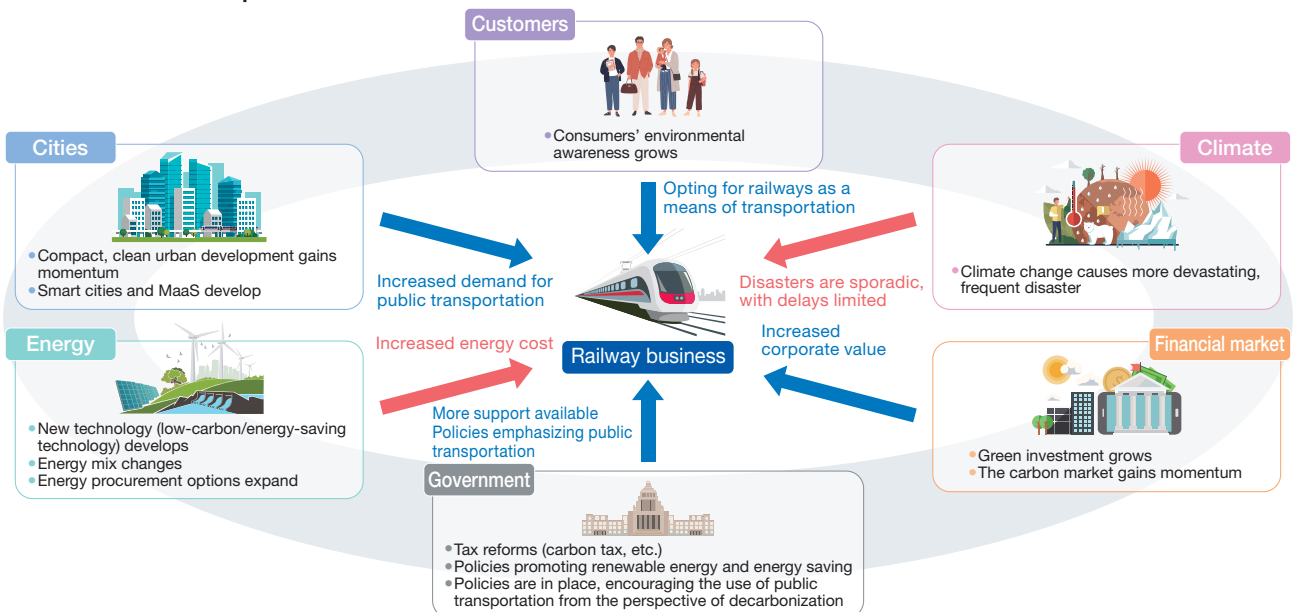 Customers
• Consumers’ environmental
awareness grows
Cities
• Compact, clean urban development gains
momentum
• Smart cities and MaaS develop
Climate
• Climate change causes more devastating,
frequent disaster
Opting for railways as a
means of transportation
Increased demand for
public transportation
Disasters are sporadic,
with delays limited
Increased energy cost
Railway business
Increased
corporate value
Energy
• New technology (low-carbon/energy-saving
technology) develops
• Energy mix changes
• Energy procurement options expand
Financial market
• Green investment grows
• The carbon market gains momentum
More support available
Policies emphasizing public
transportation
Government
• Tax reforms (carbon tax, etc.)
• Policies promoting renewable energy and energy saving
• Policies are in place, encouraging the use of public
transportation from the perspective of decarbonization